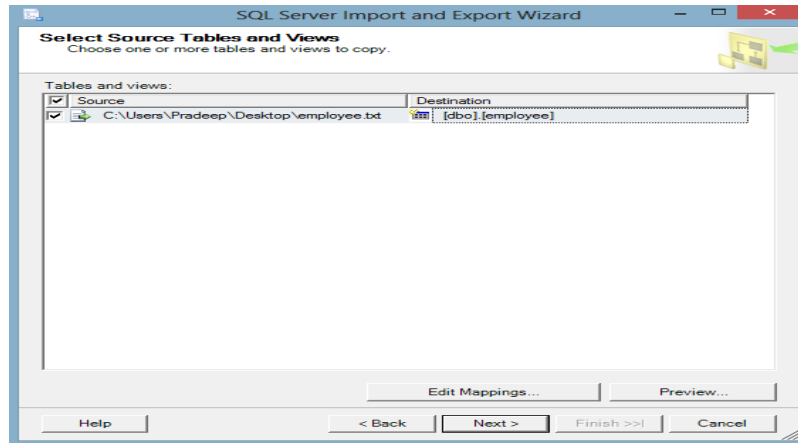 SQL Server Import and Export Wizard
Select Source Tables and Views
Choose one or more tables and views to copy.
Tables and views:
Source Destination
C:\Users\Pradeep\Desktop\employee.txt [dbo].[employee]
Edit Mappings... Preview...
Help < Back Next > Finish >>| Cancel